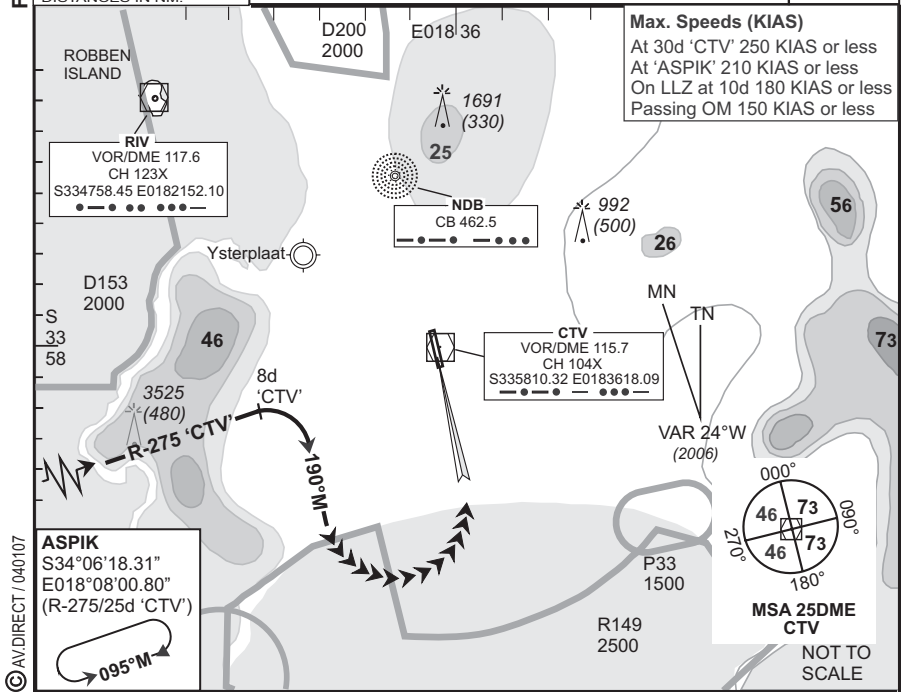 DISTANCES IN NM.
Max. Speeds (KIAS)
At 30d ‘CTV’ 250 KIAS or less
At ‘ASPIK’ 210 KIAS or less
On LLZ at 10d 180 KIAS or less
Passing OM 150 KIAS or less
D200
2000
E018 36
ROBBEN
ISLAND
1691
(330)
25
RIV
VOR/DME 117.6
CH 123X
S334758.45 E0182152.10
NDB
CB 462.5
992
(500)
56
26
Ysterplaat
D153
2000
S
33
58
46
MN
TN
CTV
VOR/DME 115.7
CH 104X
S335810.32 E0183618.09
73
3525
(480)
8d
‘CTV’
R-275 ‘CTV’
VAR 24°W
(2006)
190°M
000°
090°
180°
270°
46
73
46
73
MSA 25DME
CTV
NOT TO
SCALE
P33
1500
R149
2500
ASPIK
S34°06’18.31”
E018°08’00.80”
(R-275/25d ‘CTV’)
095°M
© AV.DIRECT / 040107